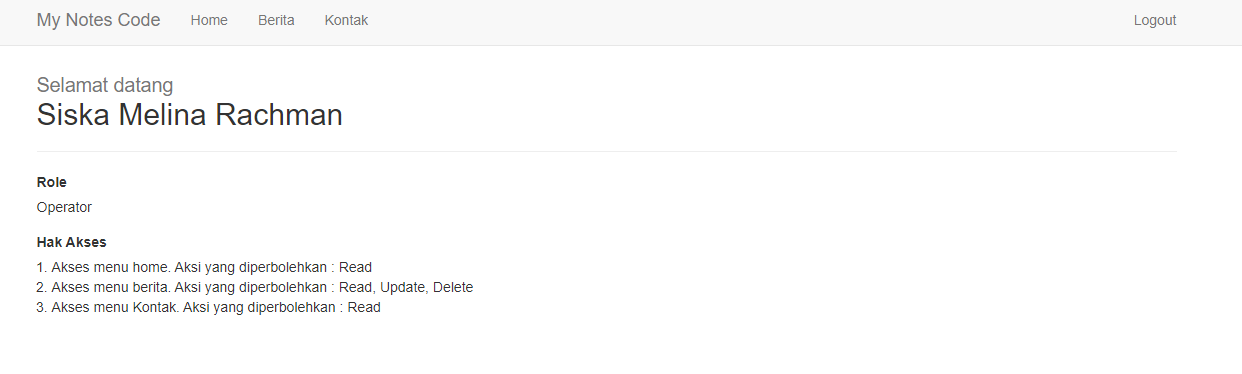 My Notes Code Home Berita Kontak Logout
Selamat datang
Siska Melina Rachman
Role
Operator
Hak Akses
1. Akses menu home. Aksi yang diperbolehkan : Read
2. Akses menu berita. Aksi yang diperbolehkan : Read, Update, Delete
3. Akses menu Kontak. Aksi yang diperbolehkan : Read